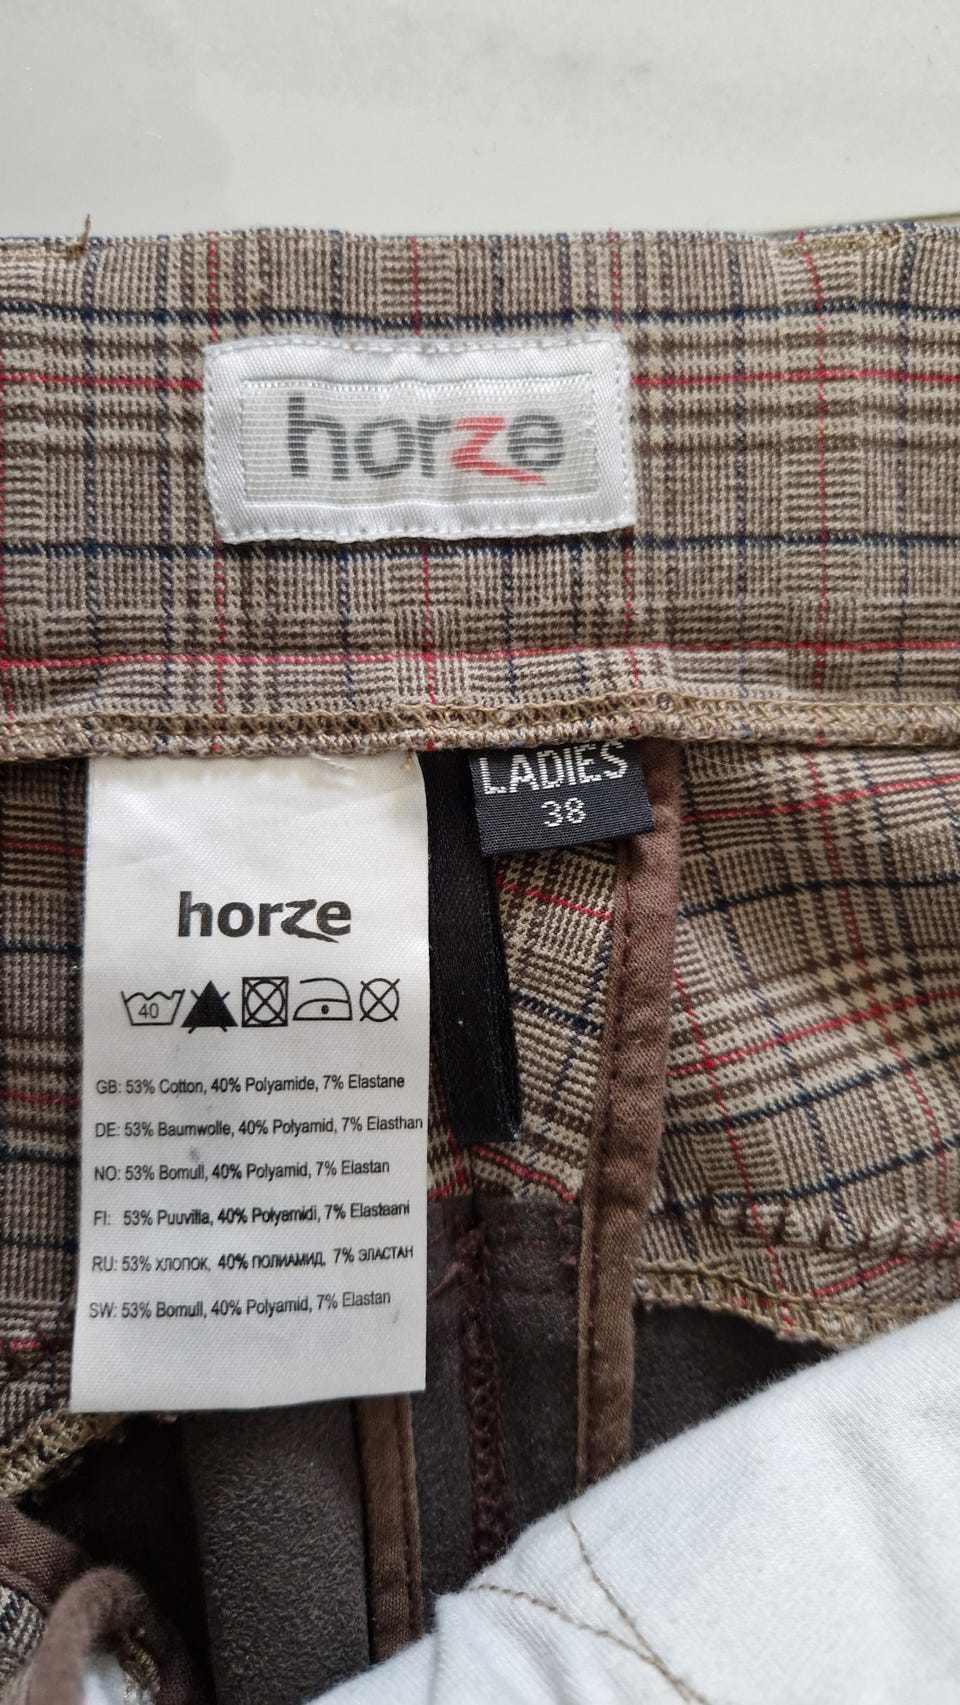 horze
LADIES
38
horze
40
GB: 53% Cotton, 40% Polyamide, 7% Elastane
DE: 53% Baumwolle, 40% Polyamid, 7% Elasthan
NO: 53% Bomull, 40% Polyamid, 7% Elastan
FI: 53% Puuvilla, 40% Polyamidi, 7% Elastaani
RU: 53% ХЛОПОК, 40% ПОЛИАМИД, 7% ЭЛАСТАН
SW: 53% Bomull, 40% Polyamid, 7% Elastan